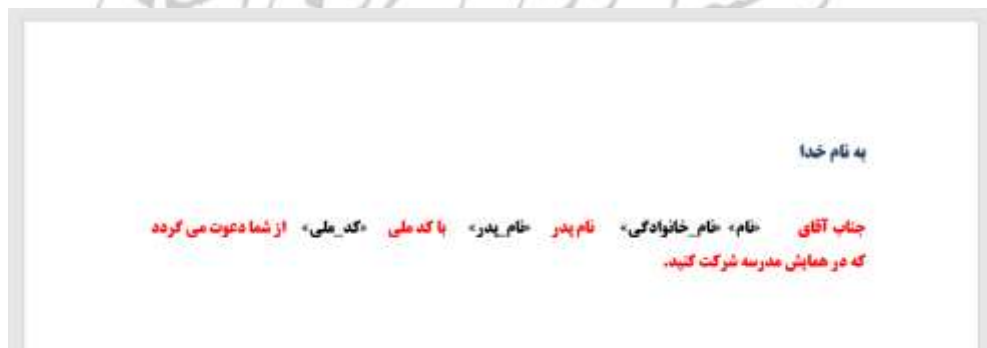 به نام خدا
جناب آقای «نام» «نام_خانوادگی» نام پدر «نام_پدر» با کد ملی «کد_ملی» از شما دعوت می گردد
که در همایش مدرسه شرکت کنید.